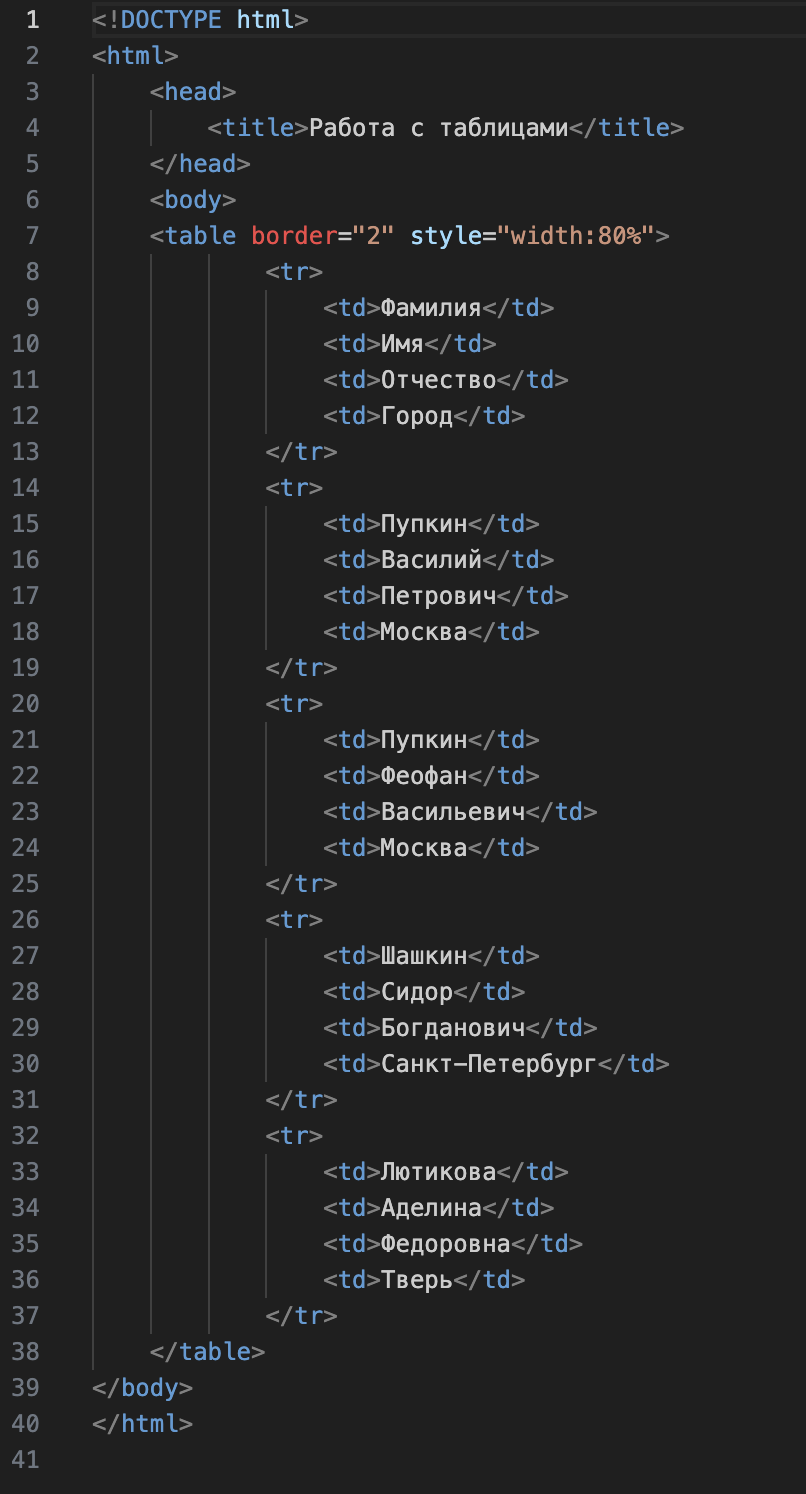 1 <!DOCTYPE html>
2 <html>
3     <head>
4         <title>Работа с таблицами</title>
5     </head>
6     <body>
7     <table border="2" style="width:80%">
8             <tr>
9                 <td>Фамилия</td>
10                 <td>Имя</td>
11                 <td>Отчество</td>
12                 <td>Город</td>
13             </tr>
14             <tr>
15                 <td>Пупкин</td>
16                 <td>Василий</td>
17                 <td>Петрович</td>
18                 <td>Москва</td>
19             </tr>
20             <tr>
21                 <td>Пупкин</td>
22                 <td>Феофан</td>
23                 <td>Васильевич</td>
24                 <td>Москва</td>
25             </tr>
26             <tr>
27                 <td>Шашкин</td>
28                 <td>Сидор</td>
29                 <td>Богданович</td>
30                 <td>Санкт-Петербург</td>
31             </tr>
32             <tr>
33                 <td>Лютикова</td>
34                 <td>Аделина</td>
35                 <td>Федоровна</td>
36                 <td>Тверь</td>
37             </tr>
38     </table>
39 </body>
40 </html>
41